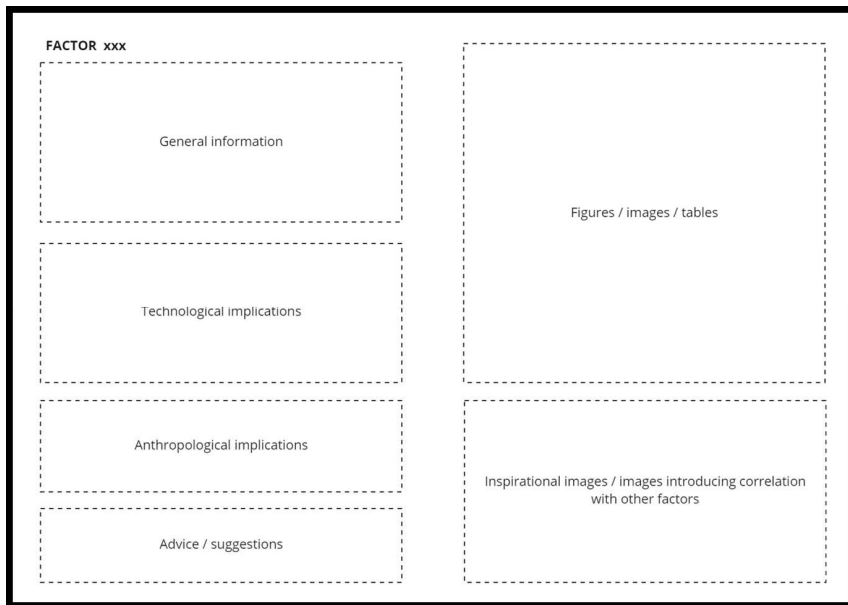 FACTOR xxx
General information
Technological implications
Anthropological implications
Advice / suggestions
Figures / images / tables
Inspirational images / images introducing correlation
with other factors